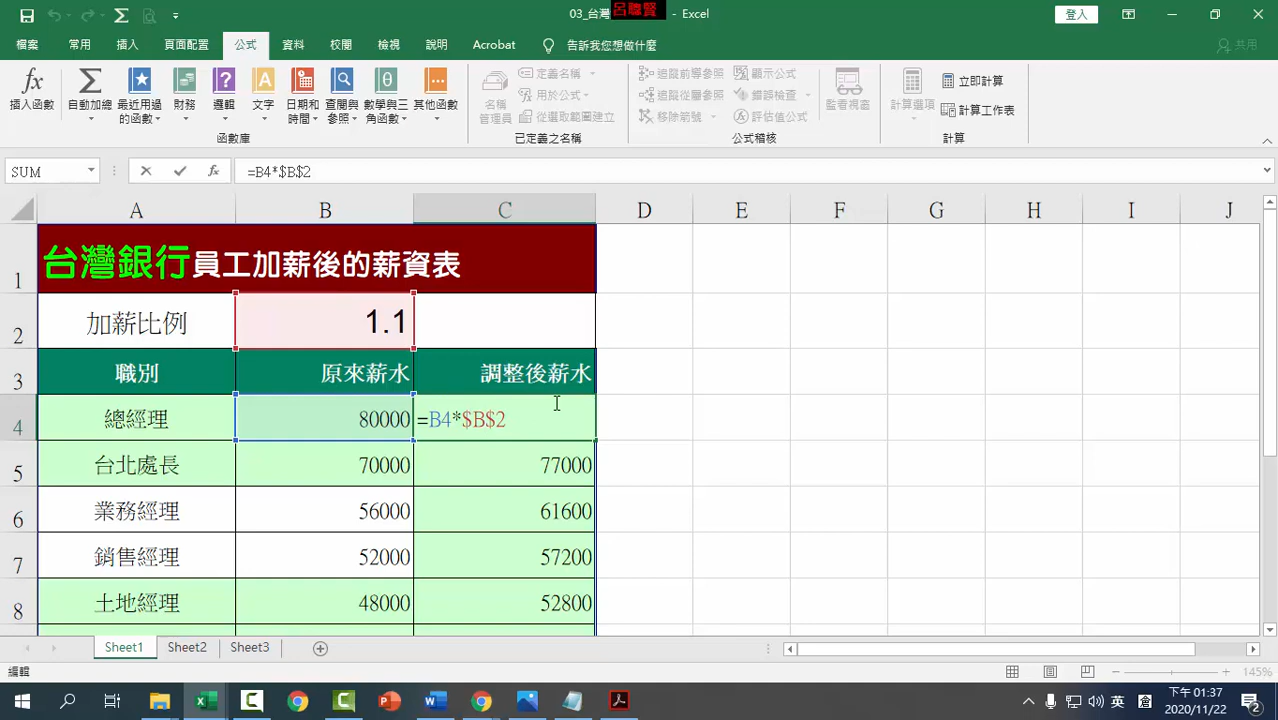 03_台灣 呂聰賢 - Excel 登入
檔案 常用 插入 頁面配置 公式 資料 校閱 檢視 說明 Acrobat 告訴我您想做什麼 共用
插入函數 自動加總 最近用過的函數 財務 邏輯 文字 日期和時間 查閱與參照 數學與三角函數 其他函數 名稱管理員 定義名稱 用於公式 從選取範圍建立 追蹤前導參照 追蹤從屬參照 移除箭號 顯示公式 錯誤檢查 評估值公式 監看視窗 計算選項 立即計算 計算工作表
函數庫 已定義之名稱 公式稽核 計算
SUM fx =B4*$B$2
A B C D E F G H I J
1 台灣銀行員工加薪後的薪資表
2 加薪比例 1.1
3 職別 原來薪水 調整後薪水
4 總經理 80000 =B4*$B$2
5 台北處長 70000 77000
6 業務經理 56000 61600
7 銷售經理 52000 57200
8 土地經理 48000 52800
Sheet1 Sheet2 Sheet3
編輯 145%
英 下午 01:37
2020/11/22 2